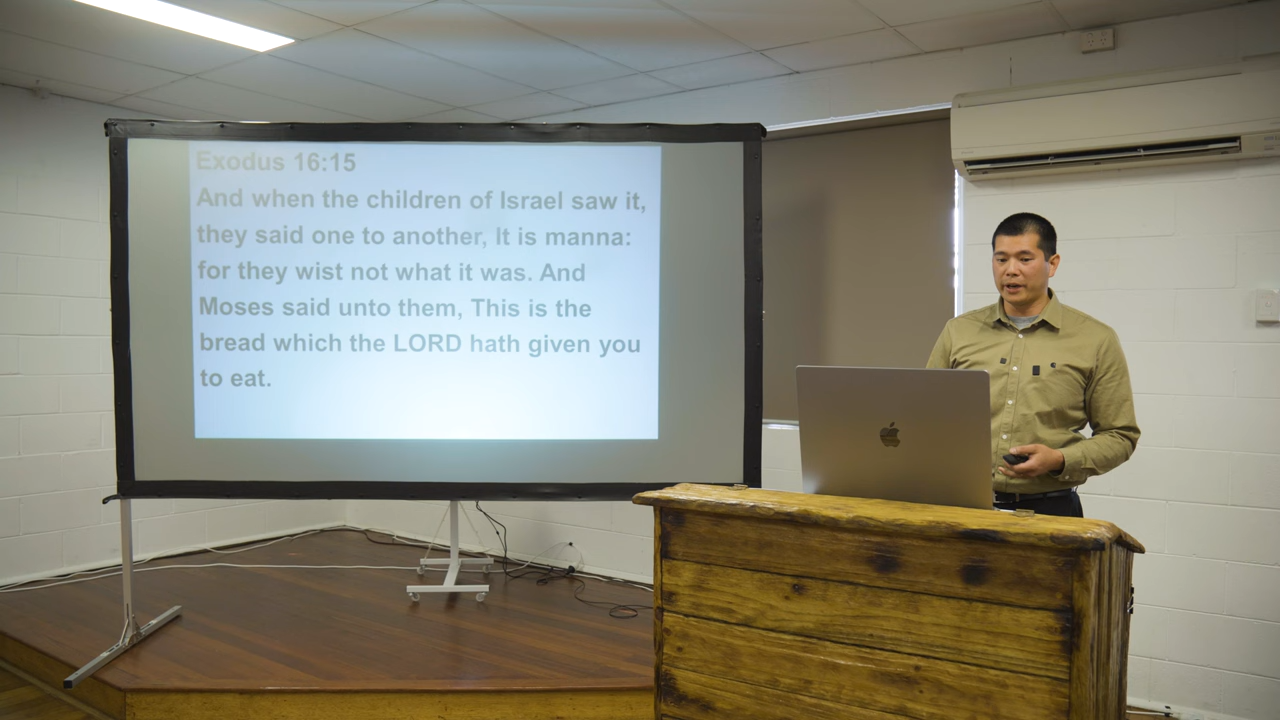 Exodus 16:15
And when the children of Israel saw it,
they said one to another, It is manna:
for they wist not what it was. And
Moses said unto them, This is the
bread which the LORD hath given you
to eat.